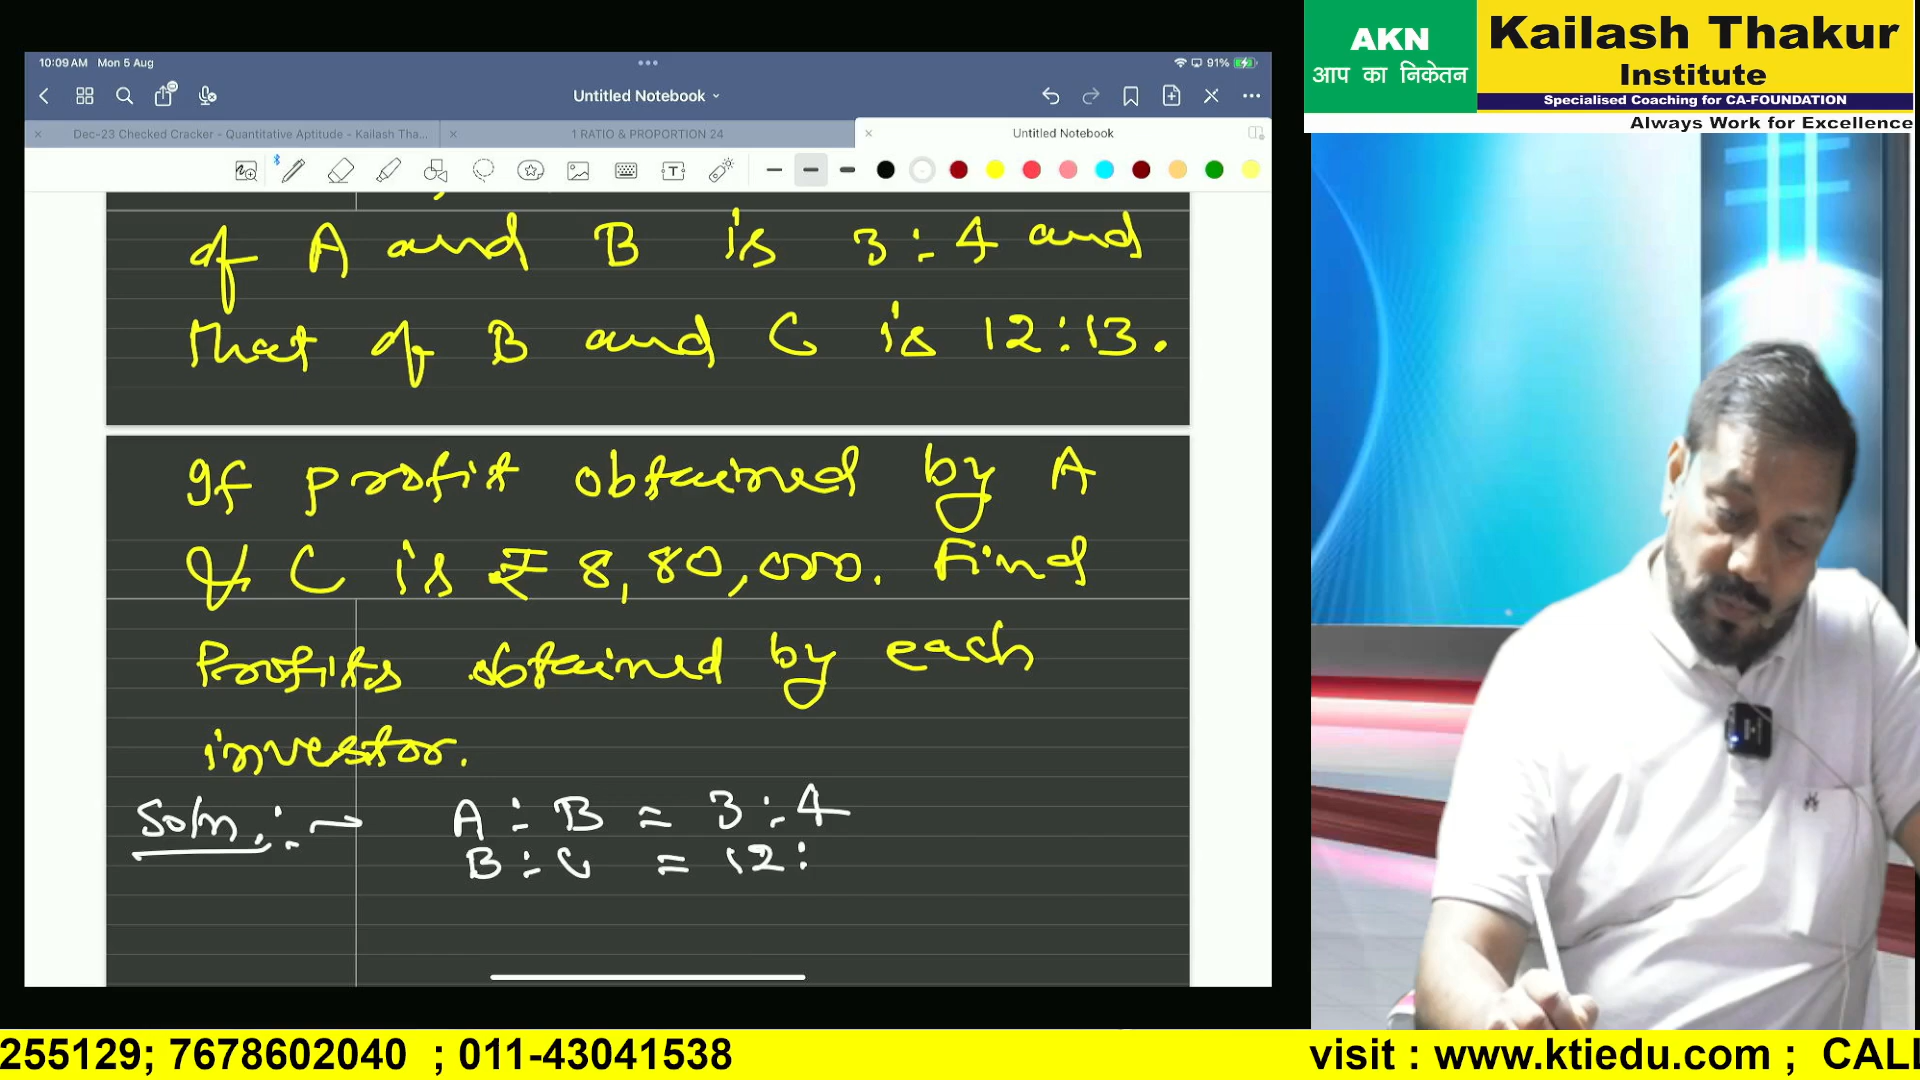 AKN
आप का निकेतन
Kailash Thakur
Institute
Specialised Coaching for CA-FOUNDATION
Always Work for Excellence
10:09 AM Mon 5 Aug
91%
Untitled Notebook
Dec-23 Checked Cracker - Quantitative Aptitude - Kailash Tha...
1 RATIO & PROPORTION 24
Untitled Notebook
of A and B is 3:4 and
that of B and C is 12:13.
If profit obtained by A
& C is ₹ 8,80,000. Find
Profits obtained by each
investor.
Soln.:→ A:B = 3:4
B:C = 12:
255129; 7678602040 ; 011-43041538
visit : www.ktiedu.com ; CALL